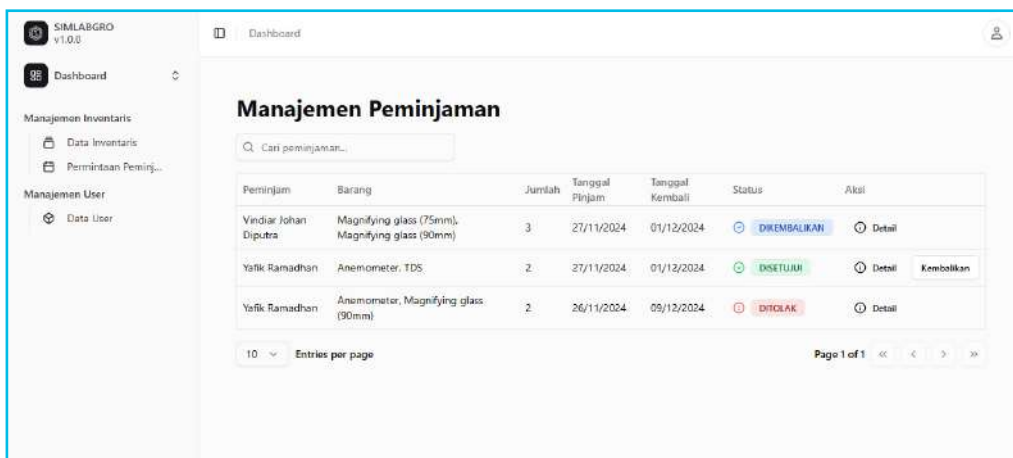 SIMLABGRO
v1.0.0
Dashboard
Dashboard
Manajemen Inventaris
Data Inventaris
Permintaan Peminj...
Manajemen User
Data User
Manajemen Peminjaman
Cari peminjaman...
Peminjam Barang Jumlah Tanggal Pinjam Tanggal Kembali Status Aksi
Vindiar Johan Diputra Magnifying glass (75mm), Magnifying glass (90mm) 3 27/11/2024 01/12/2024 DIKEMBALIKAN Detail
Yafik Ramadhan Anemometer, TDS 2 27/11/2024 01/12/2024 DISETUJUI Detail Kembalikan
Yafik Ramadhan Anemometer, Magnifying glass (90mm) 2 26/11/2024 09/12/2024 DITOLAK Detail
10 Entries per page Page 1 of 1